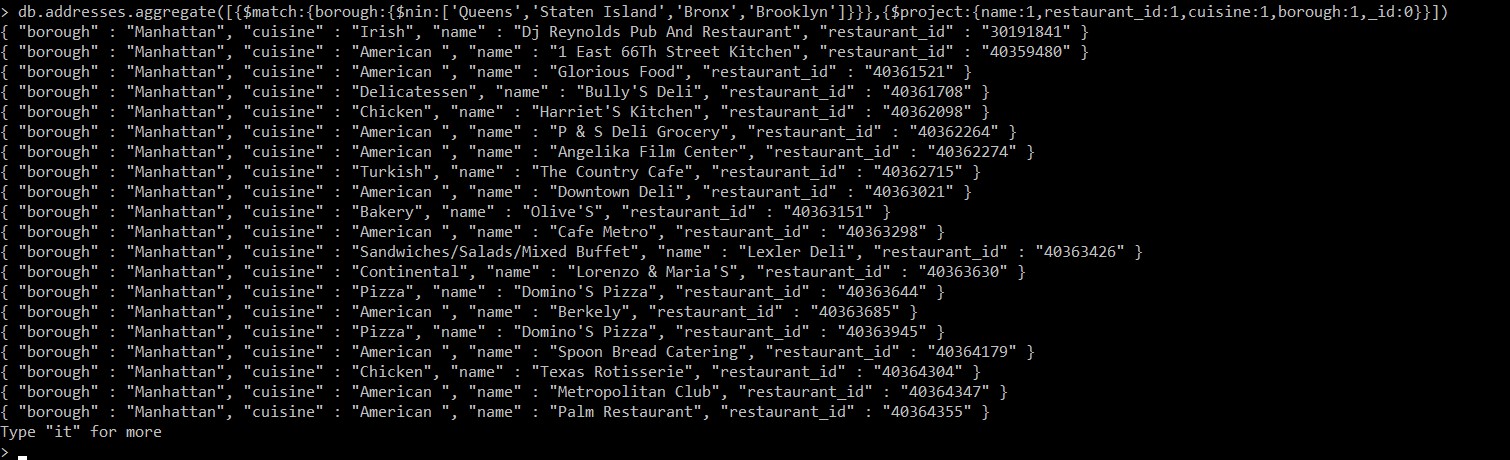 > db.addresses.aggregate([{$match:{borough:{$nin:['Queens','Staten Island','Bronx','Brooklyn']}}},{$project:{name:1,restaurant_id:1,cuisine:1,borough:1,_id:0}}])
{ "borough" : "Manhattan", "cuisine" : "Irish", "name" : "Dj Reynolds Pub And Restaurant", "restaurant_id" : "30191841" }
{ "borough" : "Manhattan", "cuisine" : "American ", "name" : "1 East 66Th Street Kitchen", "restaurant_id" : "40359480" }
{ "borough" : "Manhattan", "cuisine" : "American ", "name" : "Glorious Food", "restaurant_id" : "40361521" }
{ "borough" : "Manhattan", "cuisine" : "Delicatessen", "name" : "Bully'S Deli", "restaurant_id" : "40361708" }
{ "borough" : "Manhattan", "cuisine" : "Chicken", "name" : "Harriet'S Kitchen", "restaurant_id" : "40362098" }
{ "borough" : "Manhattan", "cuisine" : "American ", "name" : "P & S Deli Grocery", "restaurant_id" : "40362264" }
{ "borough" : "Manhattan", "cuisine" : "American ", "name" : "Angelika Film Center", "restaurant_id" : "40362274" }
{ "borough" : "Manhattan", "cuisine" : "Turkish", "name" : "The Country Cafe", "restaurant_id" : "40362715" }
{ "borough" : "Manhattan", "cuisine" : "American ", "name" : "Downtown Deli", "restaurant_id" : "40363021" }
{ "borough" : "Manhattan", "cuisine" : "Bakery", "name" : "Olive'S", "restaurant_id" : "40363151" }
{ "borough" : "Manhattan", "cuisine" : "American ", "name" : "Cafe Metro", "restaurant_id" : "40363298" }
{ "borough" : "Manhattan", "cuisine" : "Sandwiches/Salads/Mixed Buffet", "name" : "Lexler Deli", "restaurant_id" : "40363426" }
{ "borough" : "Manhattan", "cuisine" : "Continental", "name" : "Lorenzo & Maria'S", "restaurant_id" : "40363630" }
{ "borough" : "Manhattan", "cuisine" : "Pizza", "name" : "Domino'S Pizza", "restaurant_id" : "40363644" }
{ "borough" : "Manhattan", "cuisine" : "American ", "name" : "Berkely", "restaurant_id" : "40363685" }
{ "borough" : "Manhattan", "cuisine" : "Pizza", "name" : "Domino'S Pizza", "restaurant_id" : "40363945" }
{ "borough" : "Manhattan", "cuisine" : "American ", "name" : "Spoon Bread Catering", "restaurant_id" : "40364179" }
{ "borough" : "Manhattan", "cuisine" : "Chicken", "name" : "Texas Rotisserie", "restaurant_id" : "40364304" }
{ "borough" : "Manhattan", "cuisine" : "American ", "name" : "Metropolitan Club", "restaurant_id" : "40364347" }
{ "borough" : "Manhattan", "cuisine" : "American ", "name" : "Palm Restaurant", "restaurant_id" : "40364355" }
Type "it" for more
>